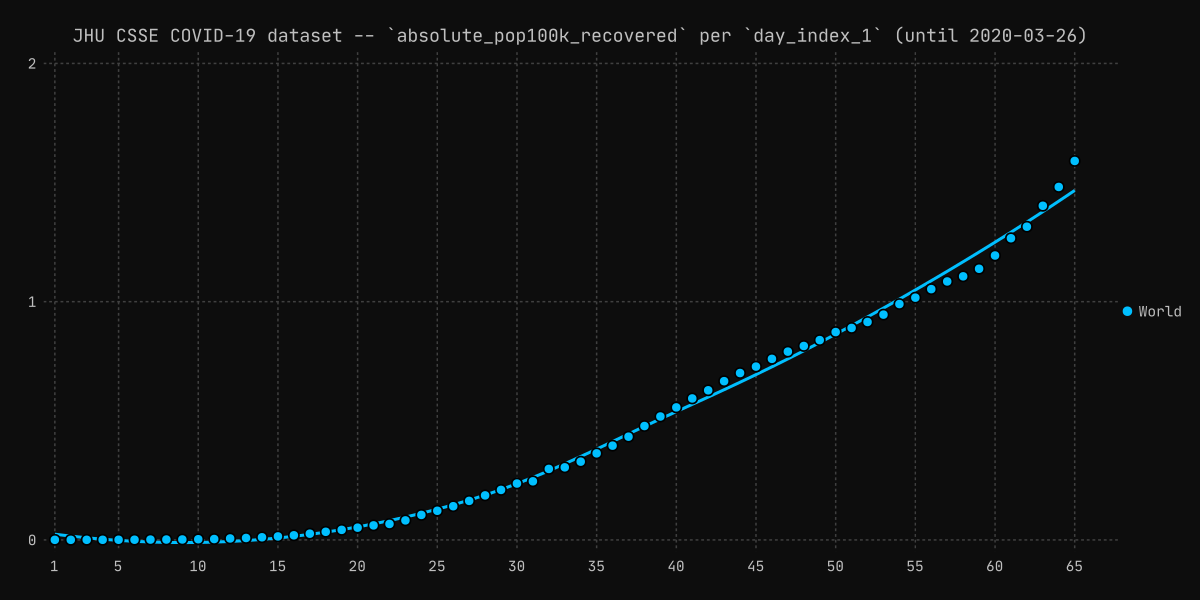 JHU CSSE COVID-19 dataset -- `absolute_pop100k_recovered` per `day_index_1` (until 2020-03-26)
2
1
World
0
1 5 10 15 20 25 30 35 40 45 50 55 60 65